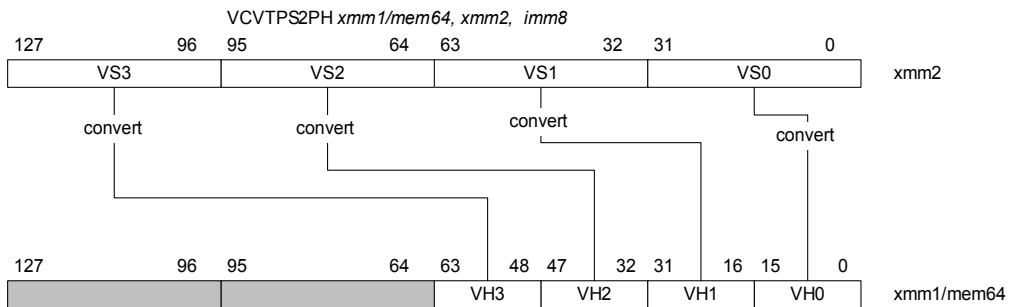 VCVTPS2PH xmm1/mem64, xmm2, imm8
127 96 95 64 63 32 31 0
VS3 VS2 VS1 VS0 xmm2
convert convert convert convert
127 96 95 64 63 48 47 32 31 16 15 0
VH3 VH2 VH1 VH0 xmm1/mem64